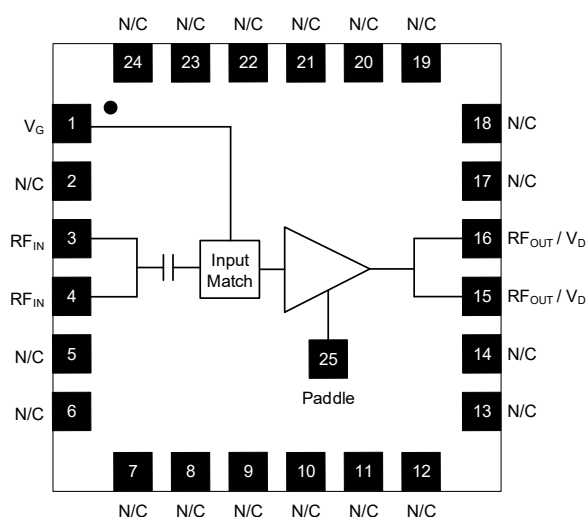 N/C N/C N/C N/C N/C N/C
24 23 22 21 20 19
VG 1 18 N/C
N/C 2 17 N/C
RFIN 3 16 RFOUT / VD
Input
Match
RFIN 4 15 RFOUT / VD
N/C 5 25 14 N/C
Paddle
N/C 6 13 N/C
7 8 9 10 11 12
N/C N/C N/C N/C N/C N/C